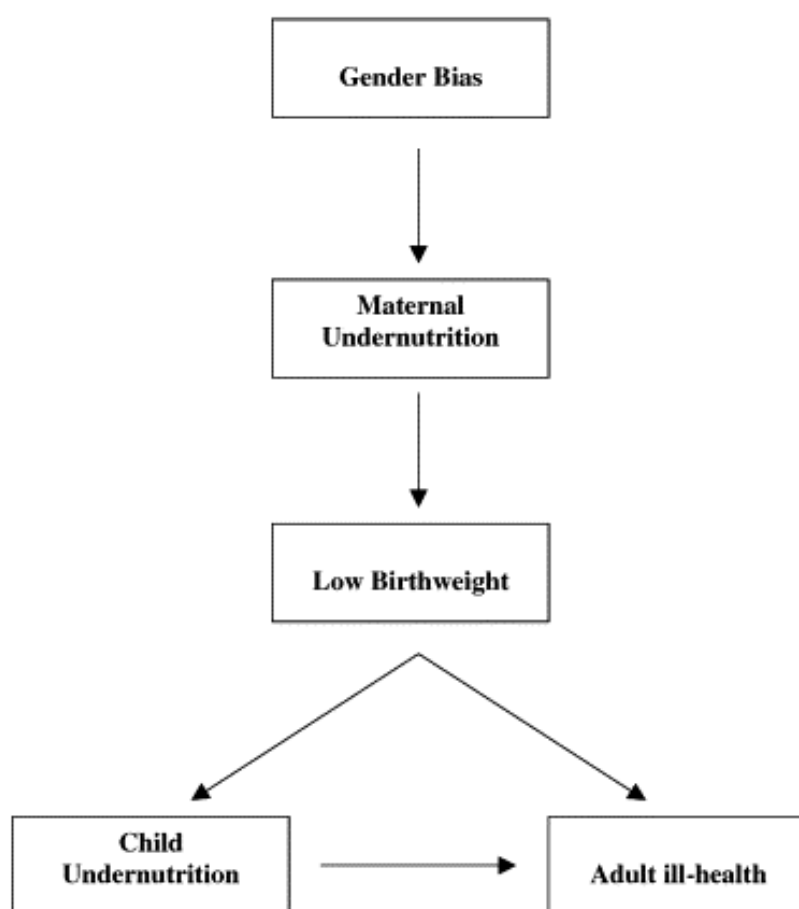 Gender Bias
Maternal
Undernutrition
Low Birthweight
Child
Undernutrition
Adult ill-health